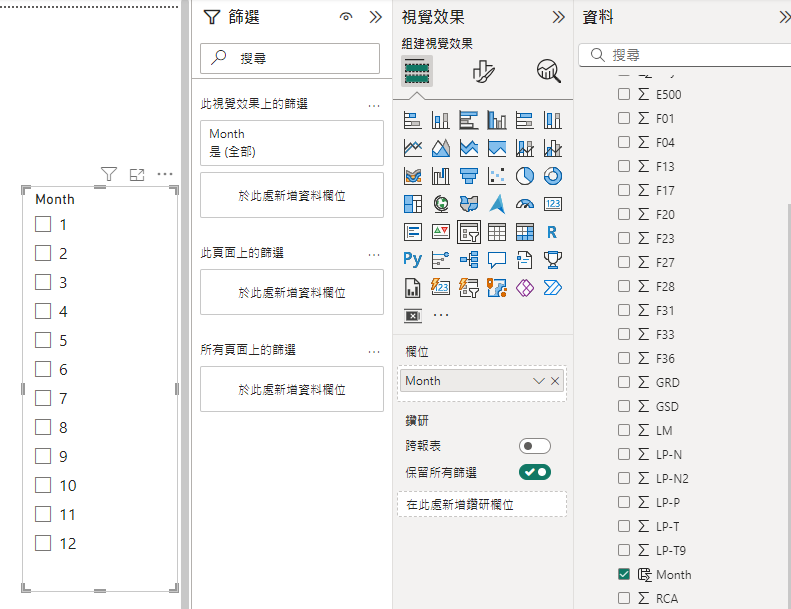 Month
1
2
3
4
5
6
7
8
9
10
11
12
篩選
搜尋
此視覺效果上的篩選
Month
是 (全部)
於此處新增資料欄位
此頁面上的篩選
於此處新增資料欄位
所有頁面上的篩選
於此處新增資料欄位
視覺效果
組建視覺效果
123
R
Py
123
欄位
Month
鑽研
跨報表
保留所有篩選
在此處新增鑽研欄位
資料
搜尋
E500
F01
F04
F13
F17
F20
F23
F27
F28
F31
F33
F36
GRD
GSD
LM
LP-N
LP-N2
LP-P
LP-T
LP-T9
Month
RCA